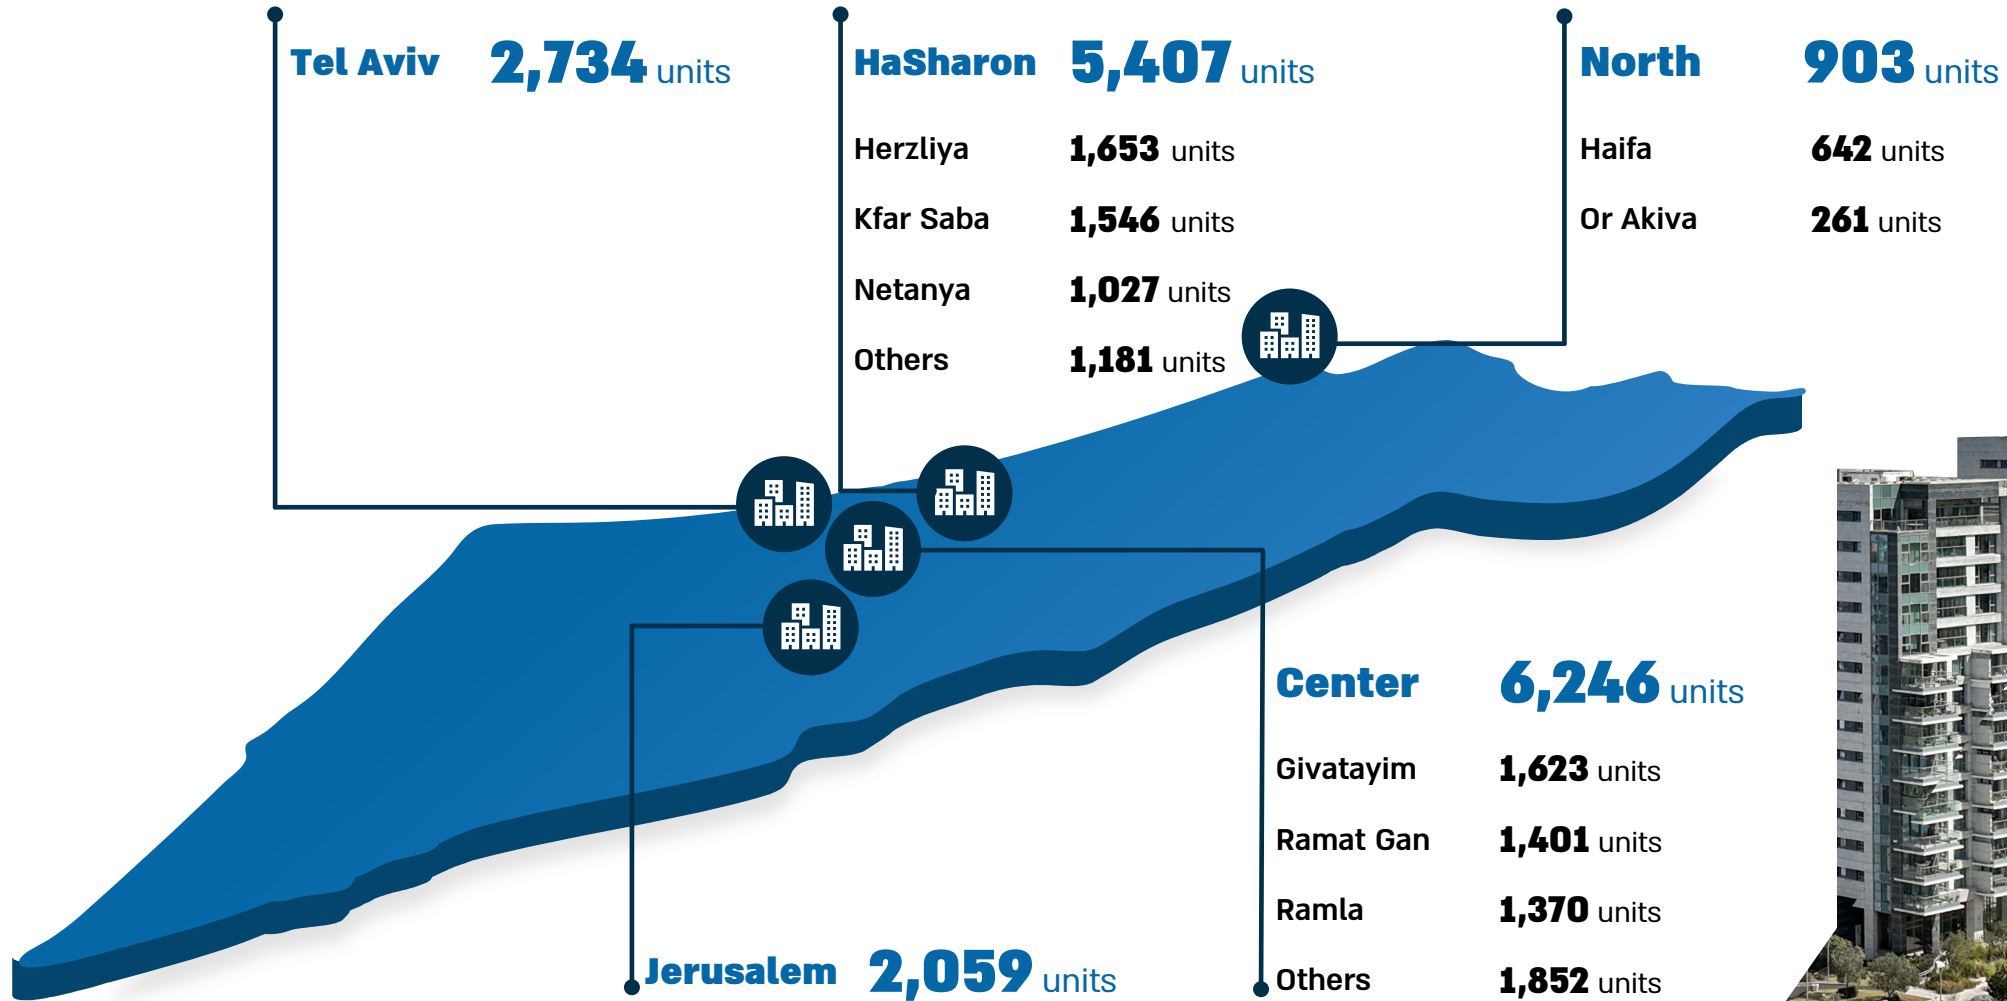 Tel Aviv 2,734 units
HaSharon 5,407 units
Herzliya 1,653 units
Kfar Saba 1,546 units
Netanya 1,027 units
Others 1,181 units
North 903 units
Haifa 642 units
Or Akiva 261 units
Center 6,246 units
Givatayim 1,623 units
Ramat Gan 1,401 units
Ramla 1,370 units
Others 1,852 units
Jerusalem 2,059 units